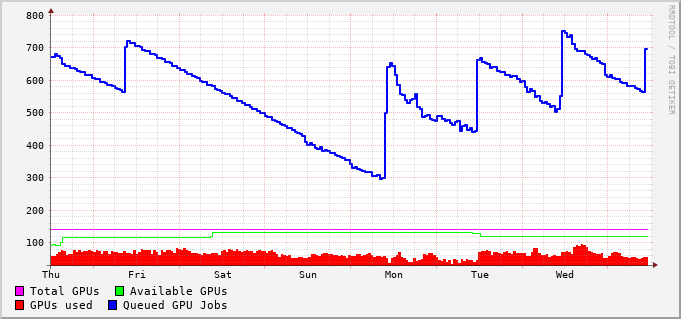 800
700
600
500
400
300
200
100
Thu Fri Sat Sun Mon Tue Wed
Total GPUs Available GPUs
GPUs used Queued GPU Jobs
RRDTOOL / TOBI OETIKER